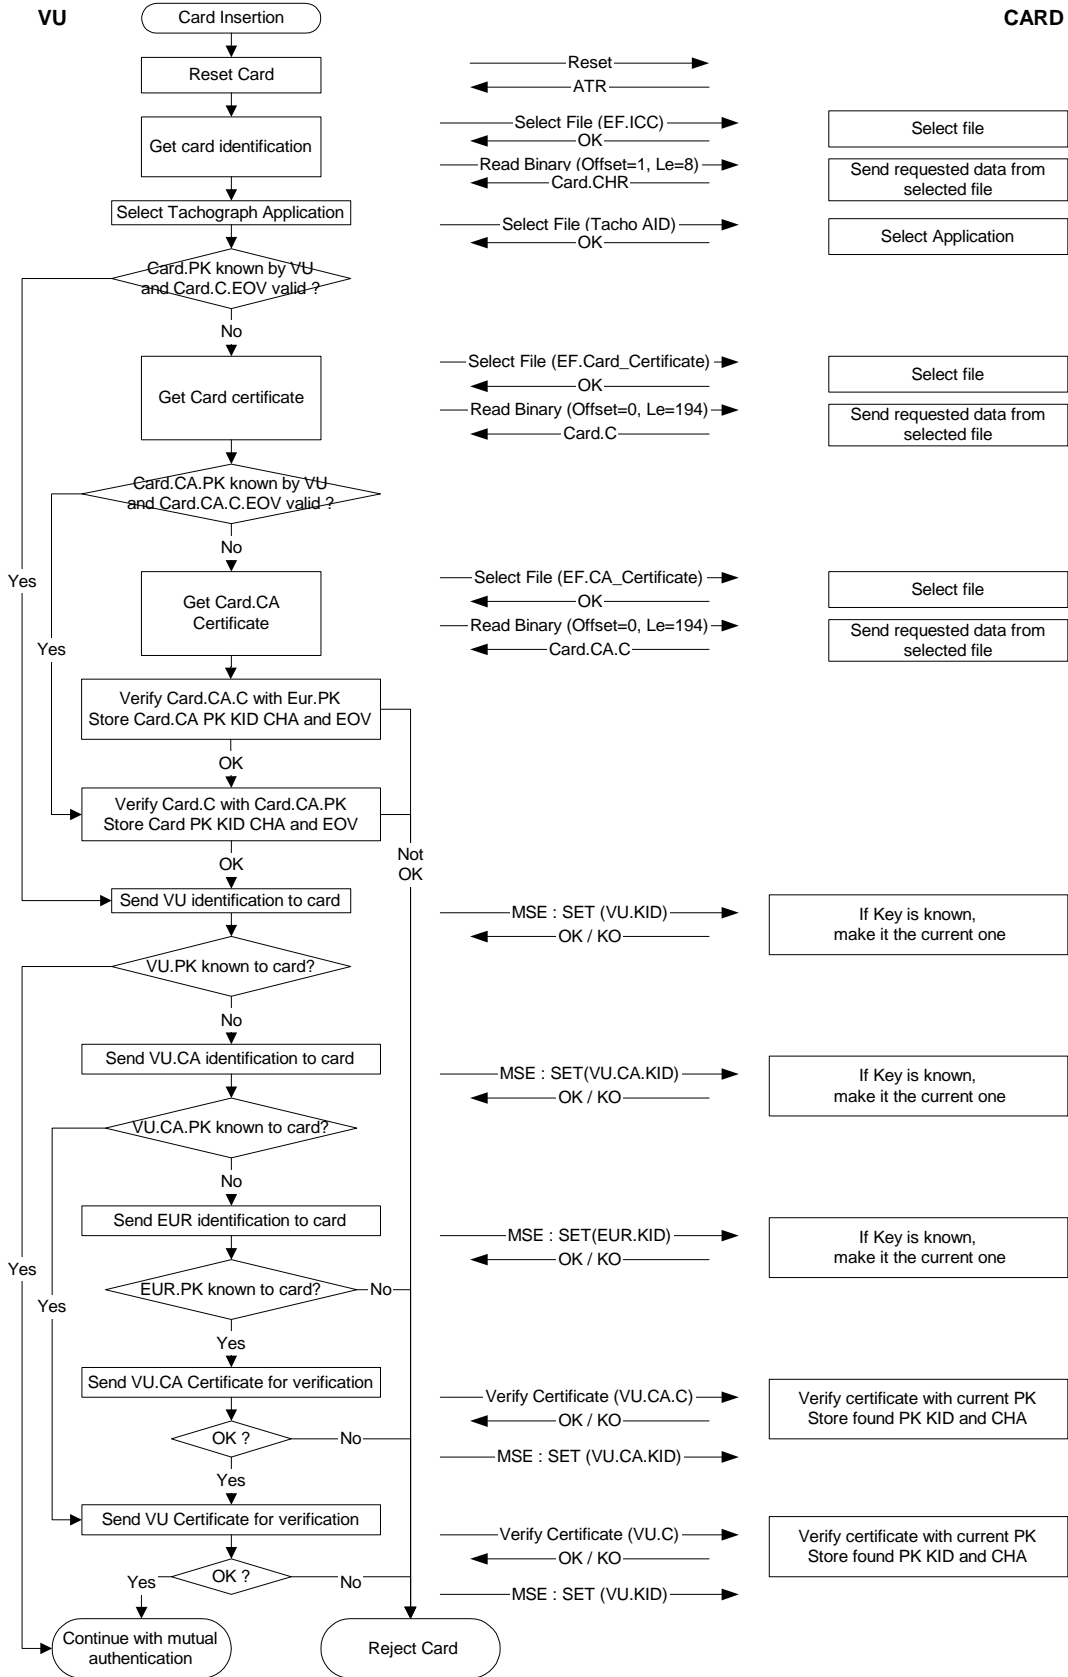 VU
Card Insertion
CARD
Reset Card
Reset
ATR
Get card identification
Select File (EF.ICC)
OK
Select file
Read Binary (Offset=1, Le=8)
Card.CHR
Send requested data from
selected file
Select Tachograph Application
Select File (Tacho AID)
OK
Select Application
Card.PK known by VU
and Card.C.EOV valid ?
No
Get Card certificate
Select File (EF.Card_Certificate)
OK
Select file
Read Binary (Offset=0, Le=194)
Card.C
Send requested data from
selected file
Card.CA.PK known by VU
and Card.CA.C.EOV valid ?
No
Yes
Get Card.CA
Certificate
Select File (EF.CA_Certificate)
OK
Select file
Yes
Read Binary (Offset=0, Le=194)
Card.CA.C
Send requested data from
selected file
Verify Card.CA.C with Eur.PK
Store Card.CA PK KID CHA and EOV
OK
Verify Card.C with Card.CA.PK
Store Card PK KID CHA and EOV
OK
Not
OK
Send VU identification to card
MSE : SET (VU.KID)
OK / KO
If Key is known,
make it the current one
VU.PK known to card?
No
Send VU.CA identification to card
MSE : SET(VU.CA.KID)
OK / KO
If Key is known,
make it the current one
VU.CA.PK known to card?
No
Send EUR identification to card
MSE : SET(EUR.KID)
OK / KO
If Key is known,
make it the current one
Yes
EUR.PK known to card?
No
Yes
Yes
Send VU.CA Certificate for verification
Verify Certificate (VU.CA.C)
OK / KO
Verify certificate with current PK
Store found PK KID and CHA
OK ?
No
MSE : SET (VU.CA.KID)
Yes
Send VU Certificate for verification
Verify Certificate (VU.C)
OK / KO
Verify certificate with current PK
Store found PK KID and CHA
Yes
OK ?
No
MSE : SET (VU.KID)
Continue with mutual
authentication
Reject Card